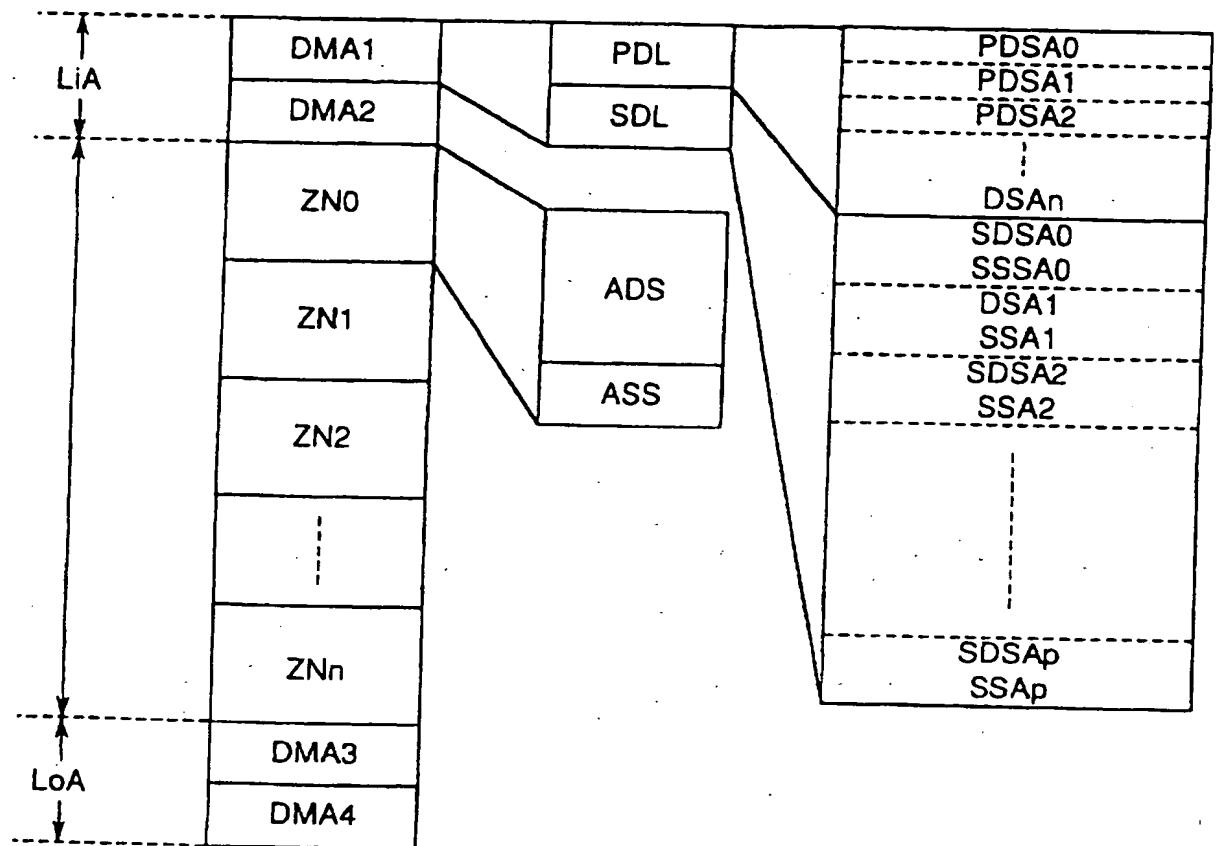 LiA
DMA1
DMA2
ZN0
ZN1
ZN2
ZNn
LoA
DMA3
DMA4
PDL
SDL
ADS
ASS
PDSA0
PDSA1
PDSA2
DSAn
SDSA0
SSSA0
DSA1
SSA1
SDSA2
SSA2
SDSAp
SSAp